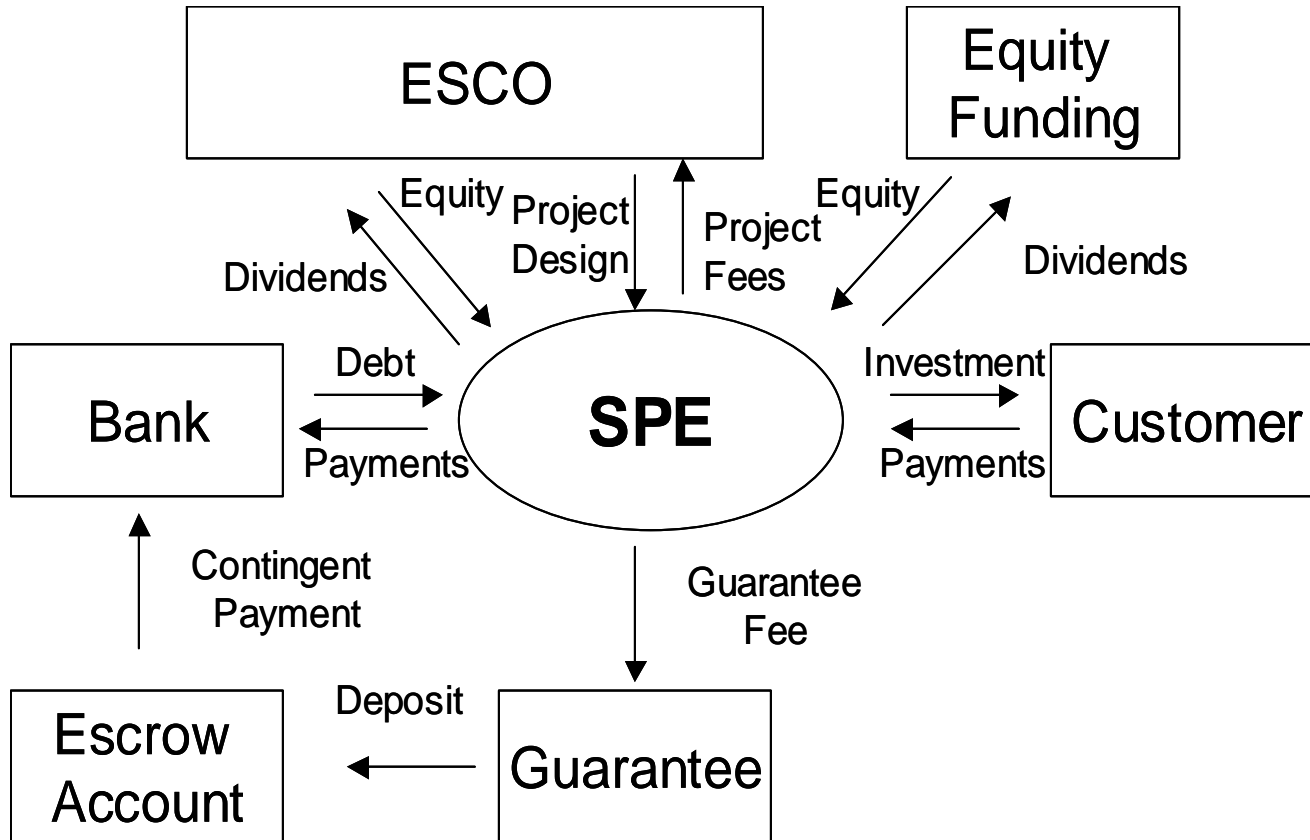 ESCO
Equity
Funding
Equity
Project
Design
Project
Fees
Equity
Dividends
Dividends
Bank
Debt
Payments
SPE
Investment
Payments
Customer
Contingent
Payment
Guarantee
Fee
Escrow
Account
Deposit
Guarantee